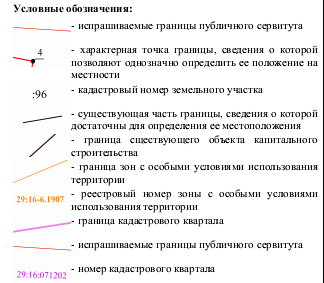 Условные обозначения:
- испрашиваемые границы публичного сервитута
4
- характерная точка границы, сведения о которой
позволяют однозначно определить ее положение на
местности
:96
- кадастровый номер земельного участка
- существующая часть границы, сведения о которой
достаточны для определения ее местоположения
- граница сществующего объекта капитального
строительства
- граница зон с особыми условиями использования
территории
29:16-6.1907
- реестровый номер зоны с особыми условиями
использования территории
- граница кадастрового квартала
- испрашиваемые границы публичного сервитута
29:16:071202
- номер кадастрового квартала